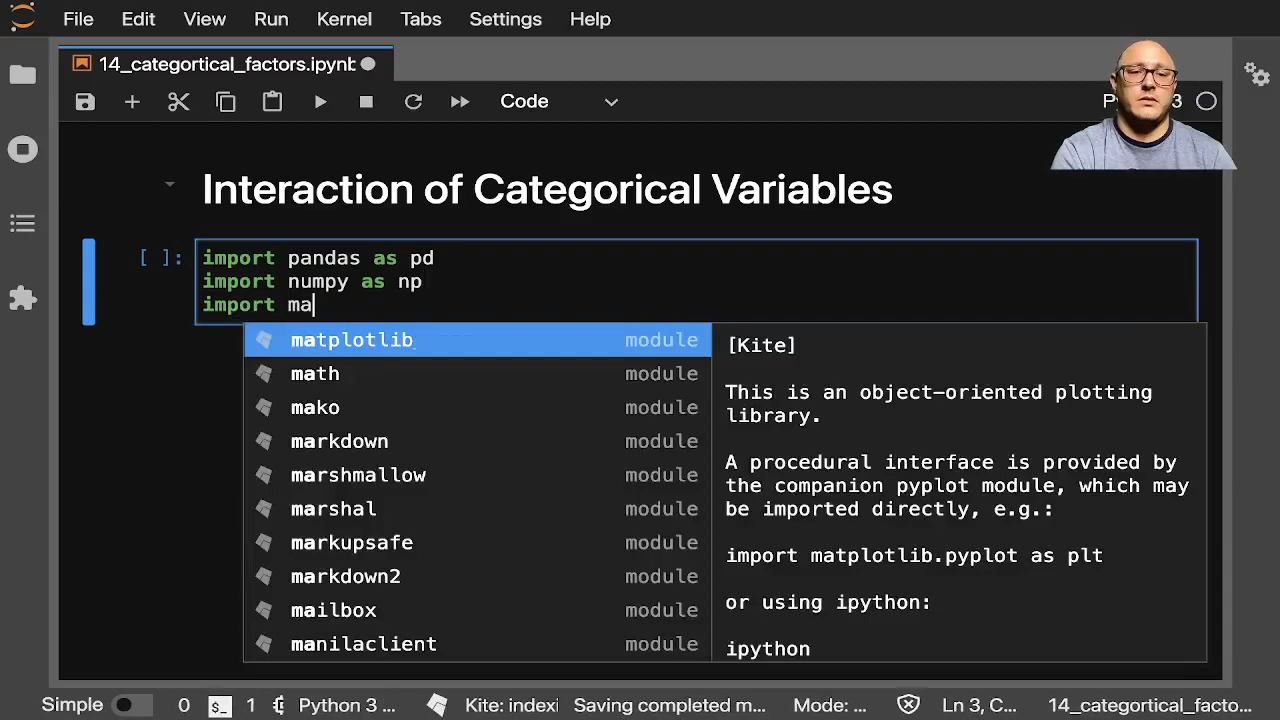 File Edit View Run Kernel Tabs Settings Help
14_categortical_factors.ipynb
Code
3
Interaction of Categorical Variables
[ ]: import pandas as pd
import numpy as np
import ma
matplotlib module
math module
mako module
markdown module
marshmallow module
marshal module
markupsafe module
markdown2 module
mailbox module
manilaclient module
[Kite]
This is an object-oriented plotting
library.
A procedural interface is provided by
the companion pyplot module, which may
be imported directly, e.g.:
import matplotlib.pyplot as plt
or using ipython:
ipython
Simple 0 $_ 1 Python 3 ... Kite: indexi Saving completed m... Mode: ... Ln 3, C... 14_categortical_facto...